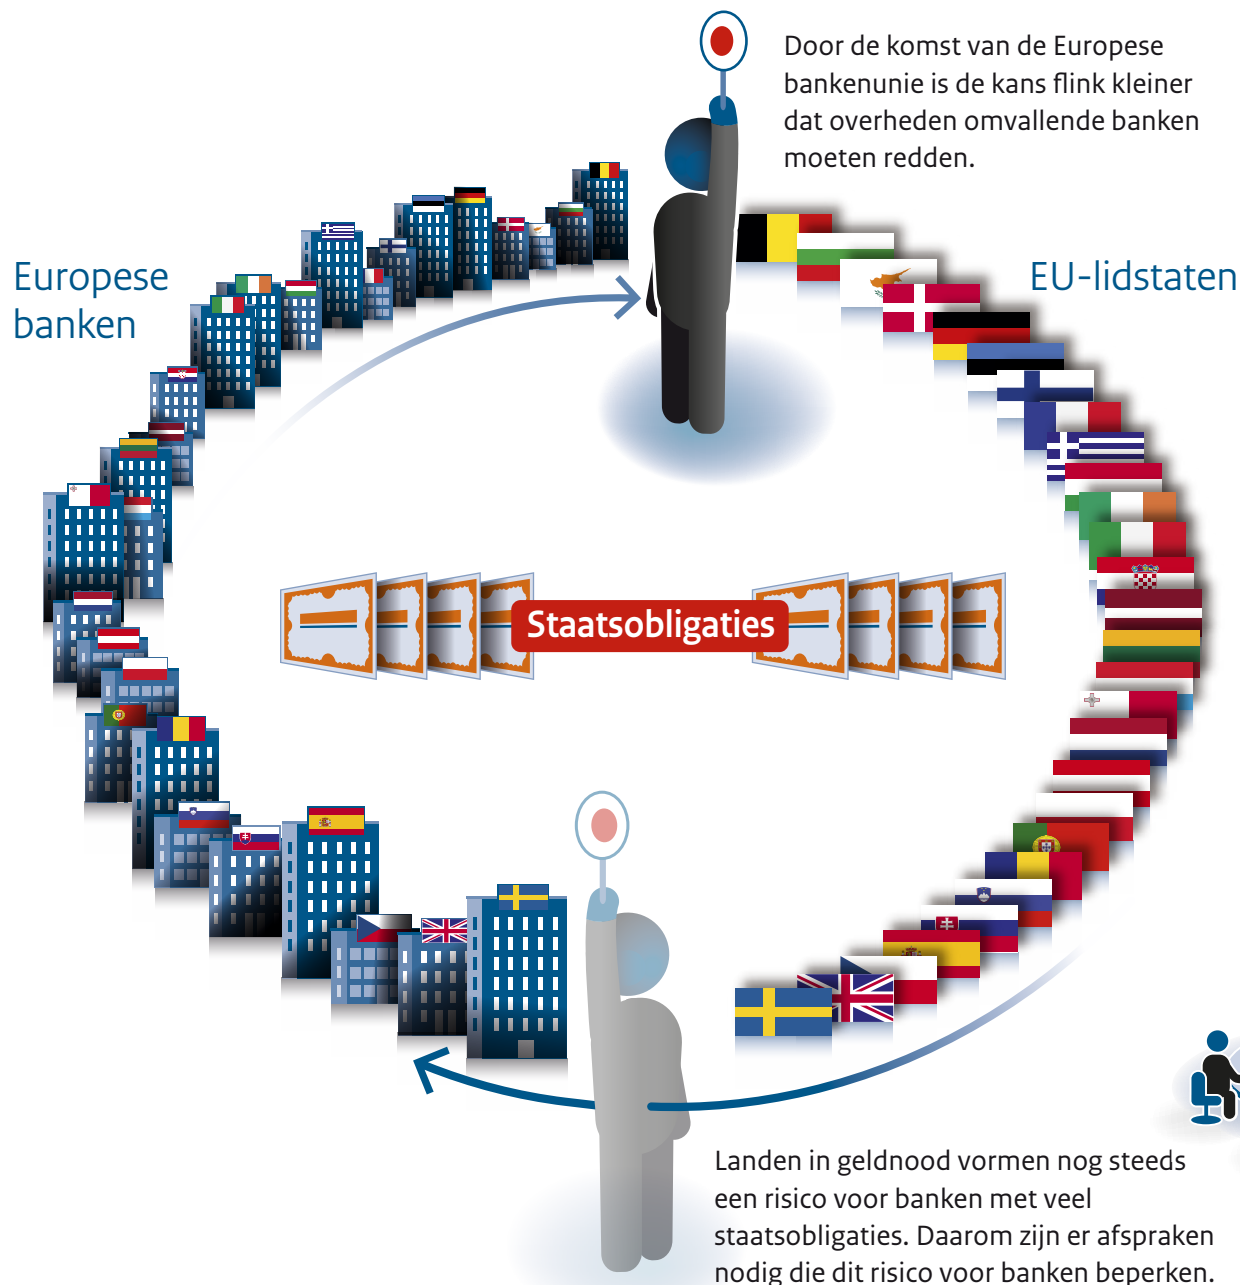 Door de komst van de Europese
bankenunie is de kans flink kleiner
dat overheden omvallende banken
moeten redden.
Europese
banken
EU-lidstaten
Staatsobligaties
Landen in geldnood vormen nog steeds
een risico voor banken met veel
staatsobligaties. Daarom zijn er afspraken
nodig die dit risico voor banken beperken.